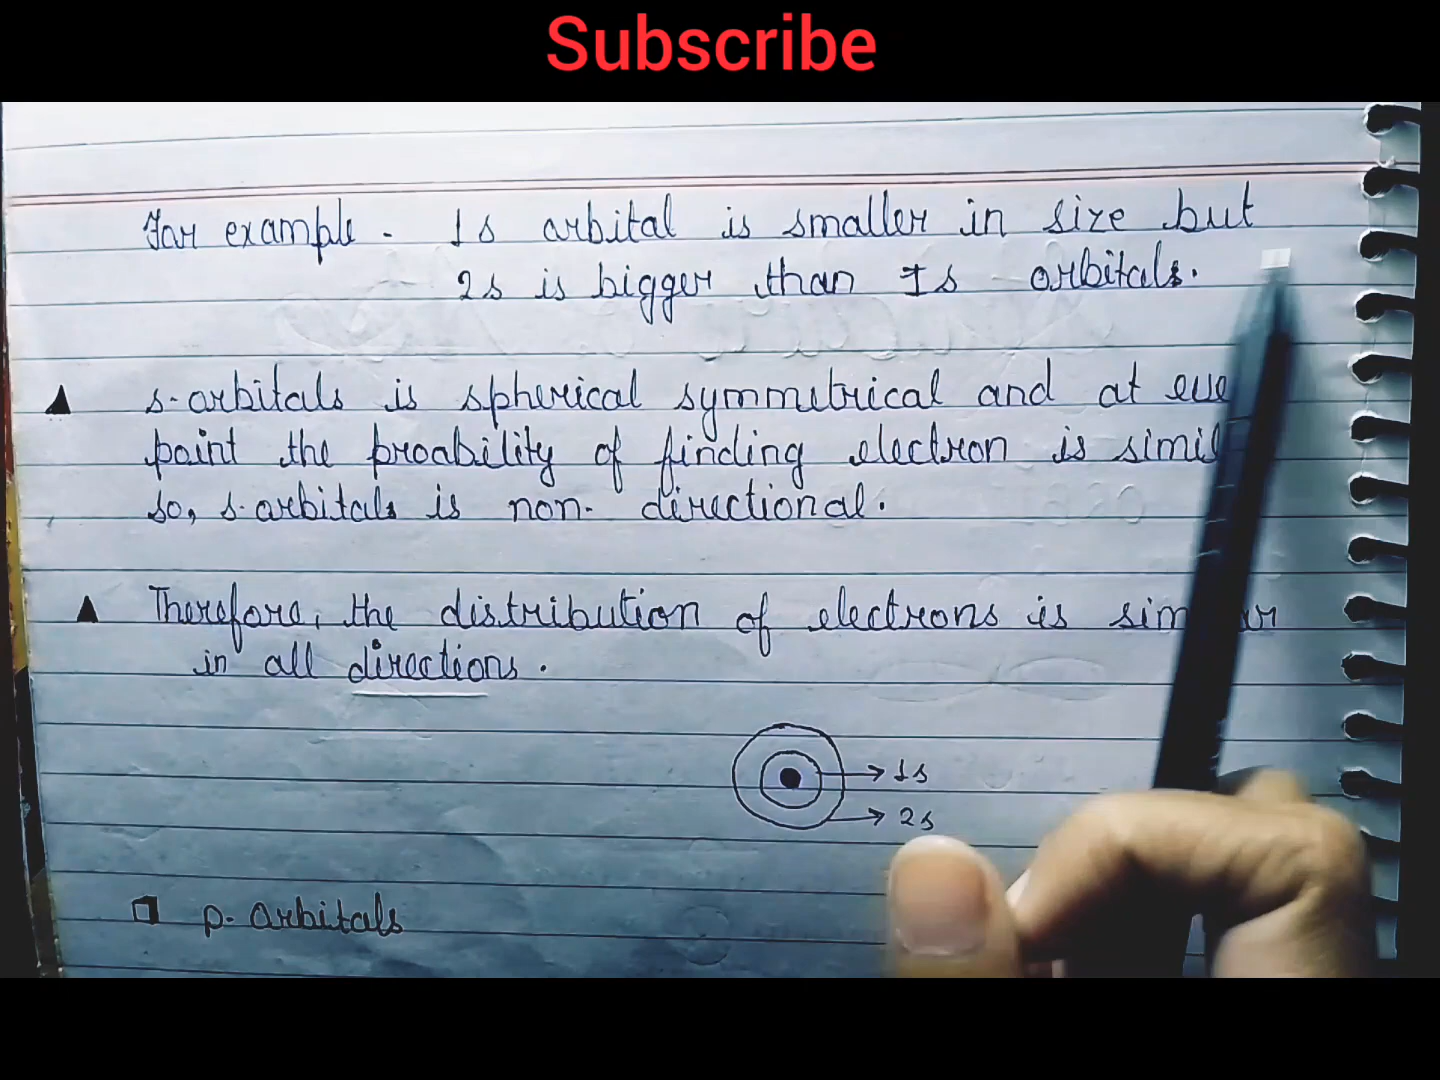 Subscribe
For example - 1s orbital is smaller in size but
2s is bigger than 1s orbitals.
s-orbitals is spherical symmetrical and at
point the proability of finding electron is
so, s-orbitals is non-directional.
Therefore, the distribution of electrons is
in all directions.
1s
2s
p-orbitals